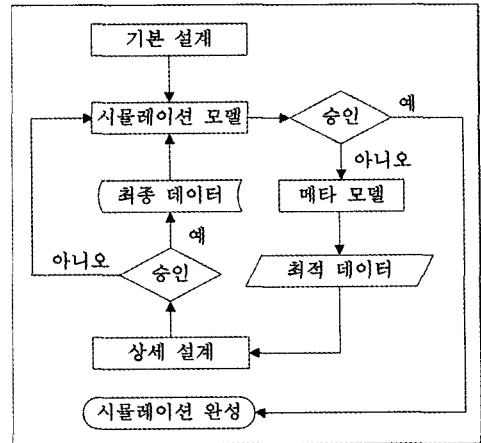 기본 설계
시뮬레이션 모델
승인
예
아니오
최종 데이터
메타 모델
예
아니오
승인
최적 데이터
상세 설계
시뮬레이션 완성